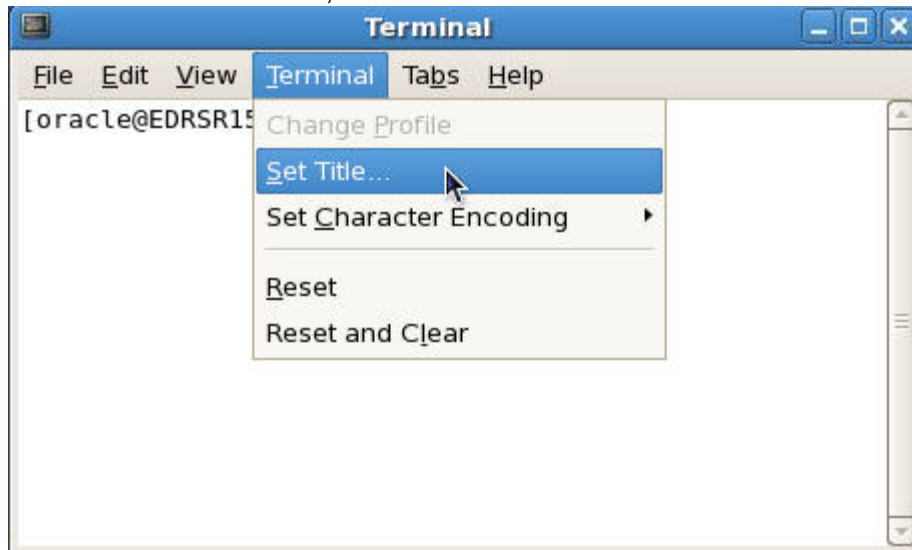 Terminal
File Edit View Terminal Tabs Help
[oracle@EDRSR15
Change Profile
Set Title...
Set Character Encoding
Reset
Reset and Clear